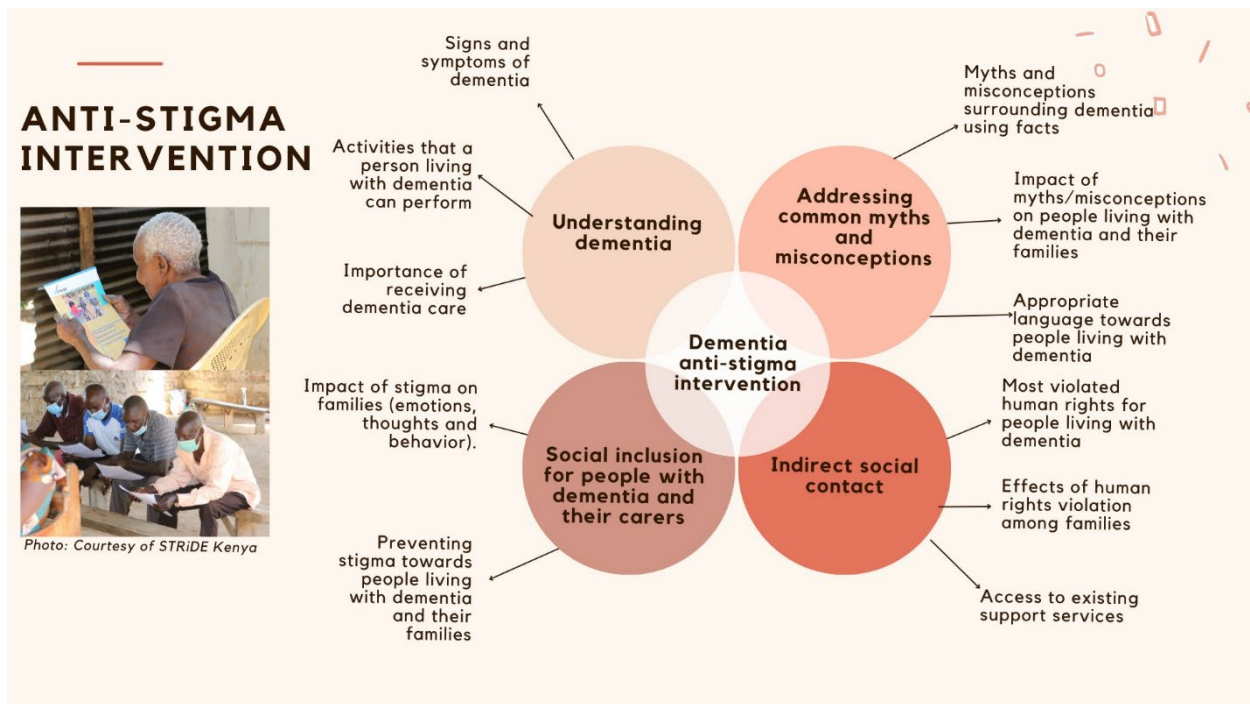 ANTI-STIGMA
INTERVENTION
Photo: Courtesy of STRiDE Kenya
Signs and
symptoms of
dementia
Activities that a
person living
with dementia
can perform
Importance of
receiving
dementia care
Impact of stigma on
families (emotions,
thoughts and
behavior).
Preventing
stigma towards
people living
with dementia
and their
families
Understanding
dementia
Addressing
common myths
and
misconceptions
Dementia
anti-stigma
intervention
Social inclusion
for people with
dementia and
their carers
Indirect social
contact
Myths and
misconceptions
surrounding dementia
using facts
Impact of
myths/misconceptions
on people living with
dementia and their
families
Appropriate
language towards
people living with
dementia
Most violated
human rights for
people living with
dementia
Effects of human
rights violation
among families
Access to existing
support services